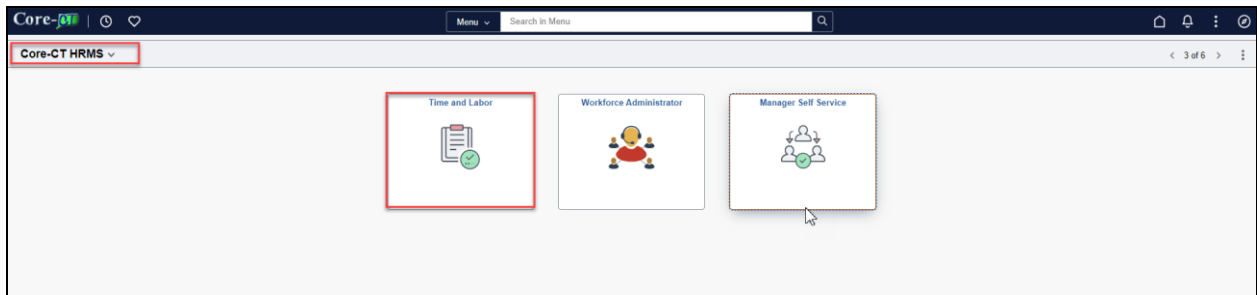 Core-CT
Menu
Search in Menu
Core-CT HRMS
3 of 6
Time and Labor
Workforce Administrator
Manager Self Service